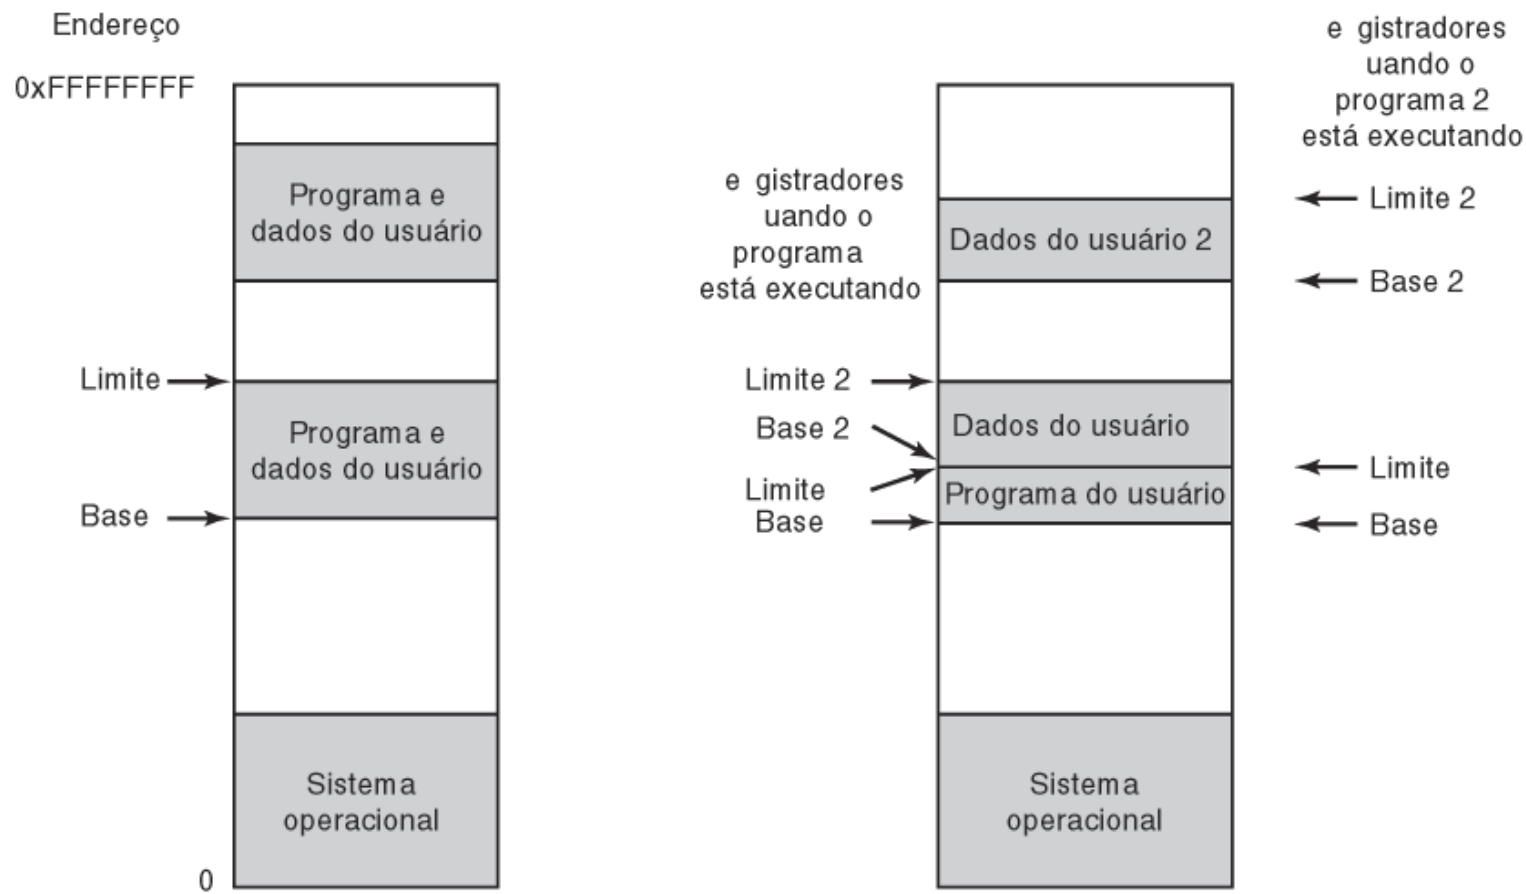 Endereço
0xFFFFFFFF
Programa e
dados do usuário
Limite
Programa e
dados do usuário
Base
Sistema
operacional
0
e gistradores
uando o
programa
está executando
Limite 2
Base 2
Limite
Base
Dados do usuário 2
Dados do usuário
Programa do usuário
Sistema
operacional
e gistradores
uando o
programa 2
está executando
Limite 2
Base 2
Limite
Base